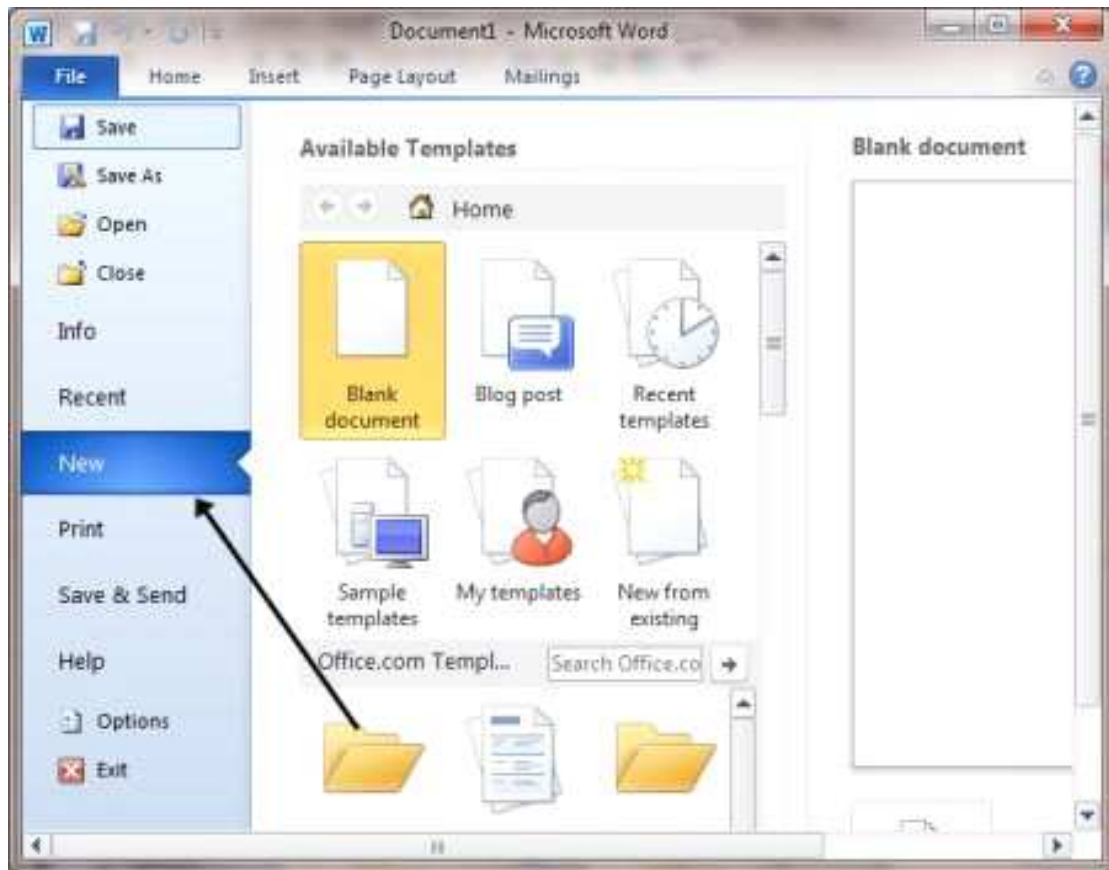 Document1 - Microsoft Word
File Home Insert Page Layout Mailings
Save
Save As
Open
Close
Info
Recent
New
Print
Save & Send
Help
Options
Exit
Available Templates
Home
Blank document
Blog post
Recent templates
Sample templates
My templates
New from existing
Office.com Templ...
Search Office.co
Blank document